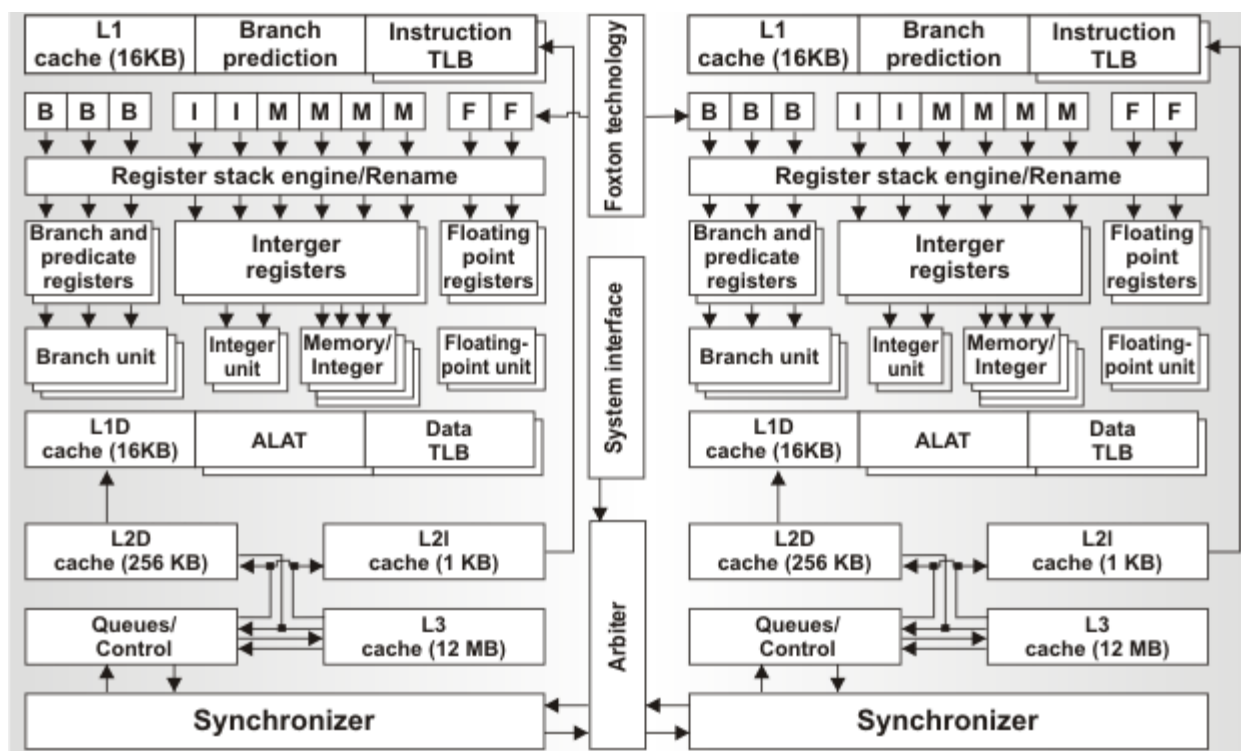 L1
cache (16KB)
Branch
prediction
Instruction
TLB
B B B
I I M M M M
F F
Register stack engine/Rename
Branch and
predicate
registers
Interger
registers
Floating
point
registers
Branch unit
Integer
unit
Memory/
Integer
Floating-
point unit
L1D
cache (16KB)
ALAT
Data
TLB
L2D
cache (256 KB)
L2I
cache (1 KB)
Queues/
Control
L3
cache (12 MB)
Synchronizer
Foxton technology
System interface
Arbiter
L1
cache (16KB)
Branch
prediction
Instruction
TLB
B B B
I I M M M M
F F
Register stack engine/Rename
Branch and
predicate
registers
Interger
registers
Floating
point
registers
Branch unit
Integer
unit
Memory/
Integer
Floating-
point unit
L1D
cache (16KB)
ALAT
Data
TLB
L2D
cache (256 KB)
L2I
cache (1 KB)
Queues/
Control
L3
cache (12 MB)
Synchronizer